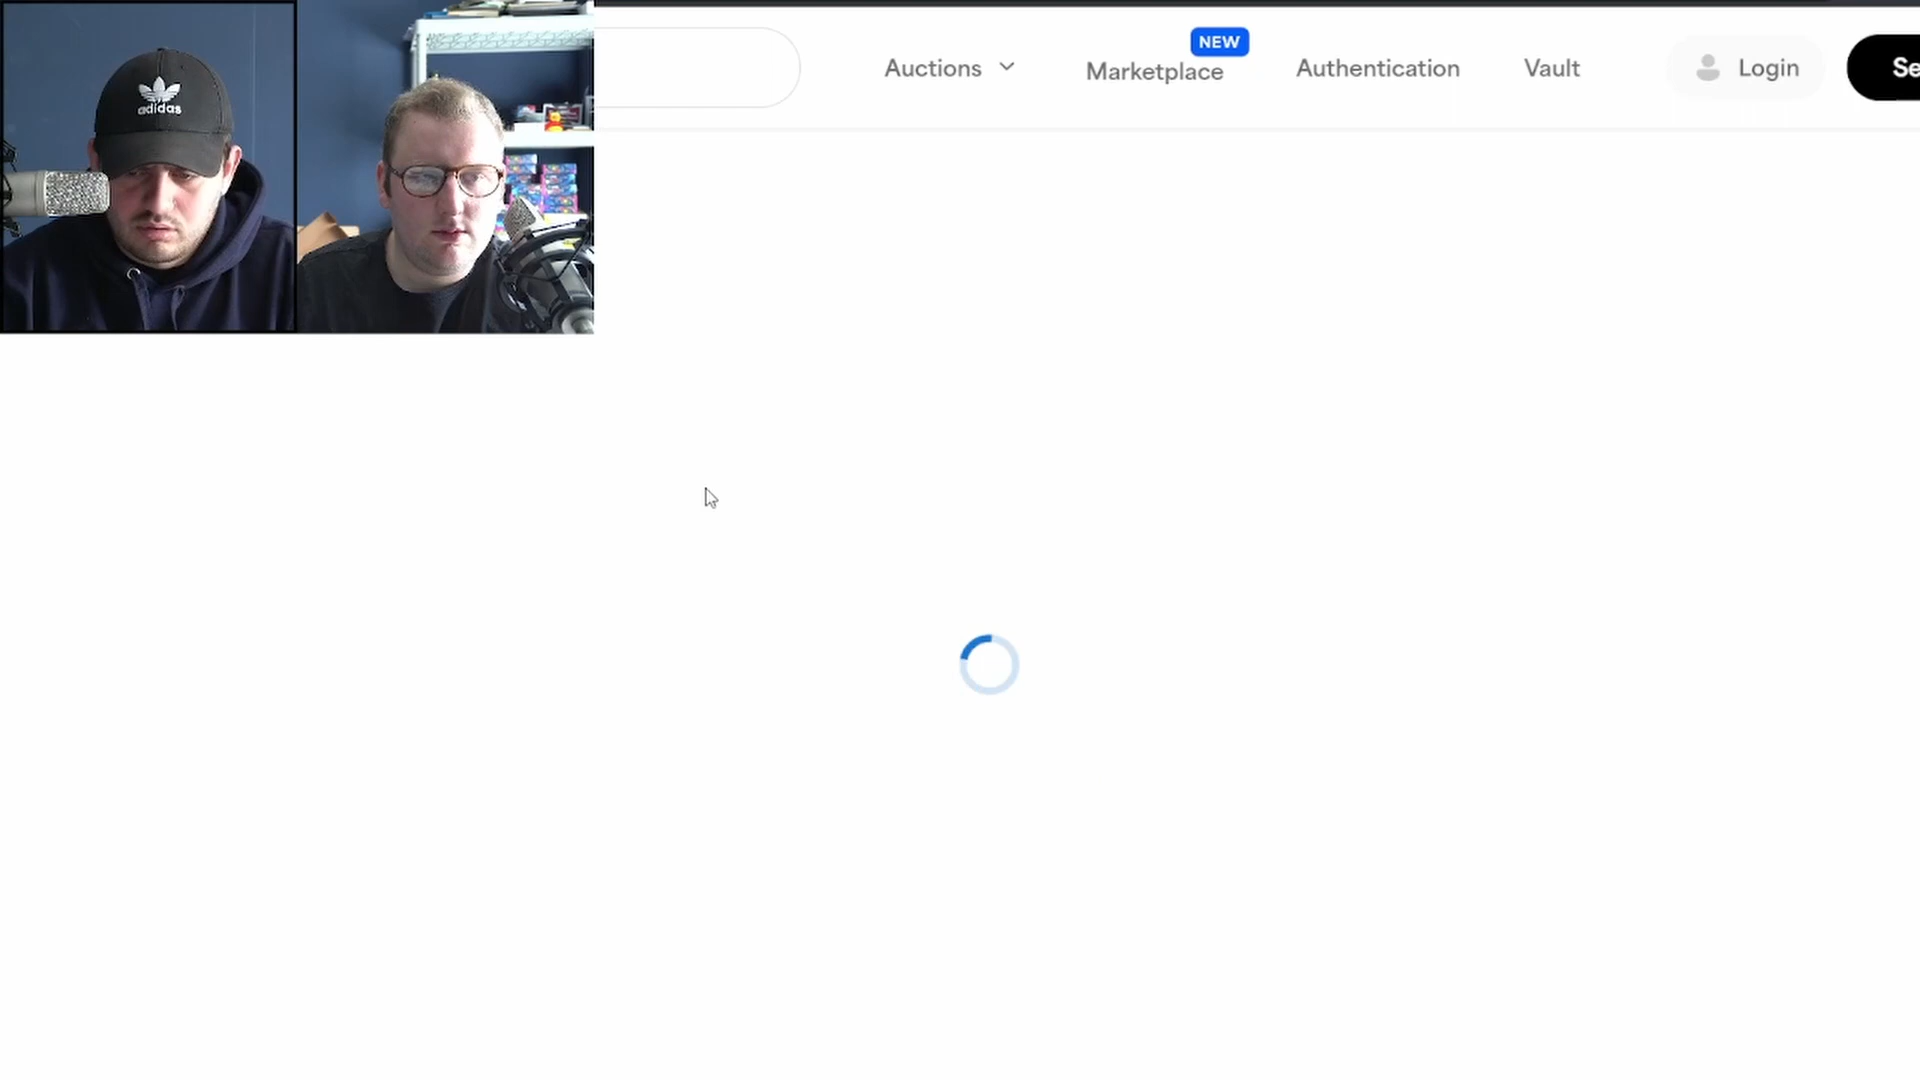 adidas
NEW
Auctions
Marketplace
Authentication
Vault
Login
Se